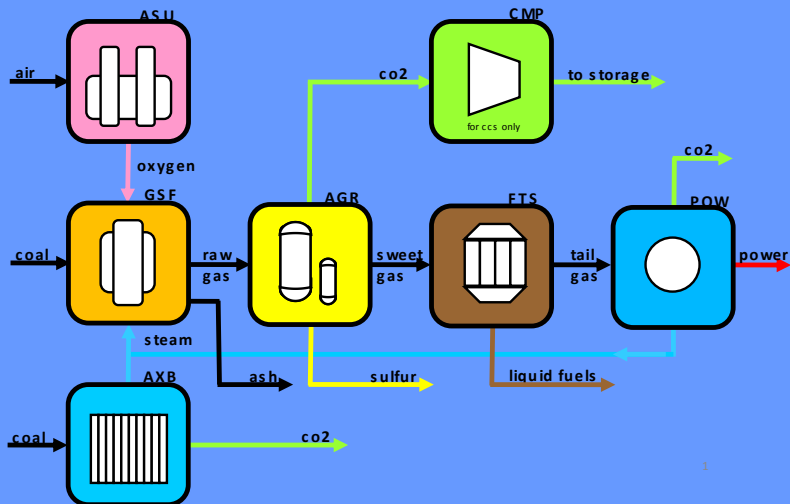 ASU
CMP
air
co2
to storage
for ccs only
oxygen
co2
GSF
AGR
FTS
POW
coal
raw
gas
sweet
gas
tail
gas
power
steam
AXB
ash
sulfur
liquid fuels
coal
co2
1